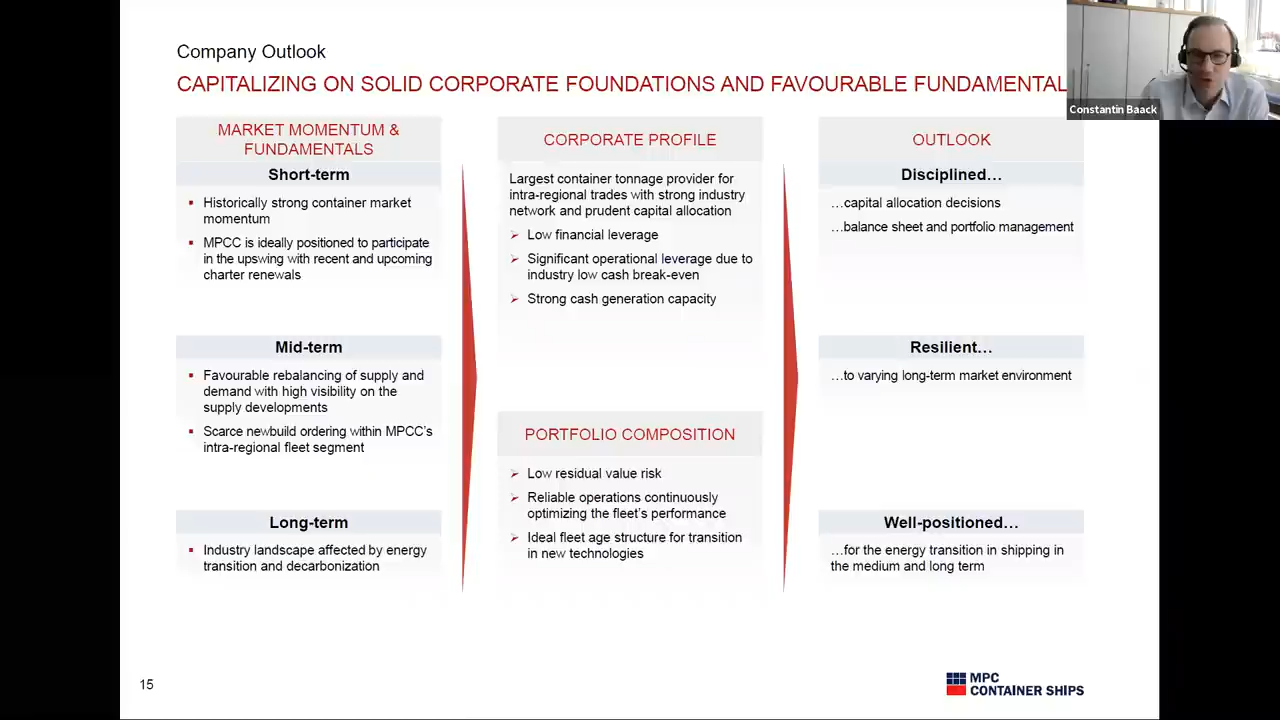 Company Outlook
CAPITALIZING ON SOLID CORPORATE FOUNDATIONS AND FAVOURABLE FUNDAMENTAL
Constantin Baack
MARKET MOMENTUM &
FUNDAMENTALS
Short-term
Historically strong container market
momentum
MPCC is ideally positioned to participate
in the upswing with recent and upcoming
charter renewals
Mid-term
Favourable rebalancing of supply and
demand with high visibility on the
supply developments
Scarce newbuild ordering within MPCC's
intra-regional fleet segment
Long-term
Industry landscape affected by energy
transition and decarbonization
CORPORATE PROFILE
Largest container tonnage provider for
intra-regional trades with strong industry
network and prudent capital allocation
Low financial leverage
Significant operational leverage due to
industry low cash break-even
Strong cash generation capacity
PORTFOLIO COMPOSITION
Low residual value risk
Reliable operations continuously
optimizing the fleet's performance
Ideal fleet age structure for transition
in new technologies
OUTLOOK
Disciplined…
…capital allocation decisions
…balance sheet and portfolio management
Resilient…
…to varying long-term market environment
Well-positioned…
…for the energy transition in shipping in
the medium and long term
15
MPC
CONTAINER SHIPS